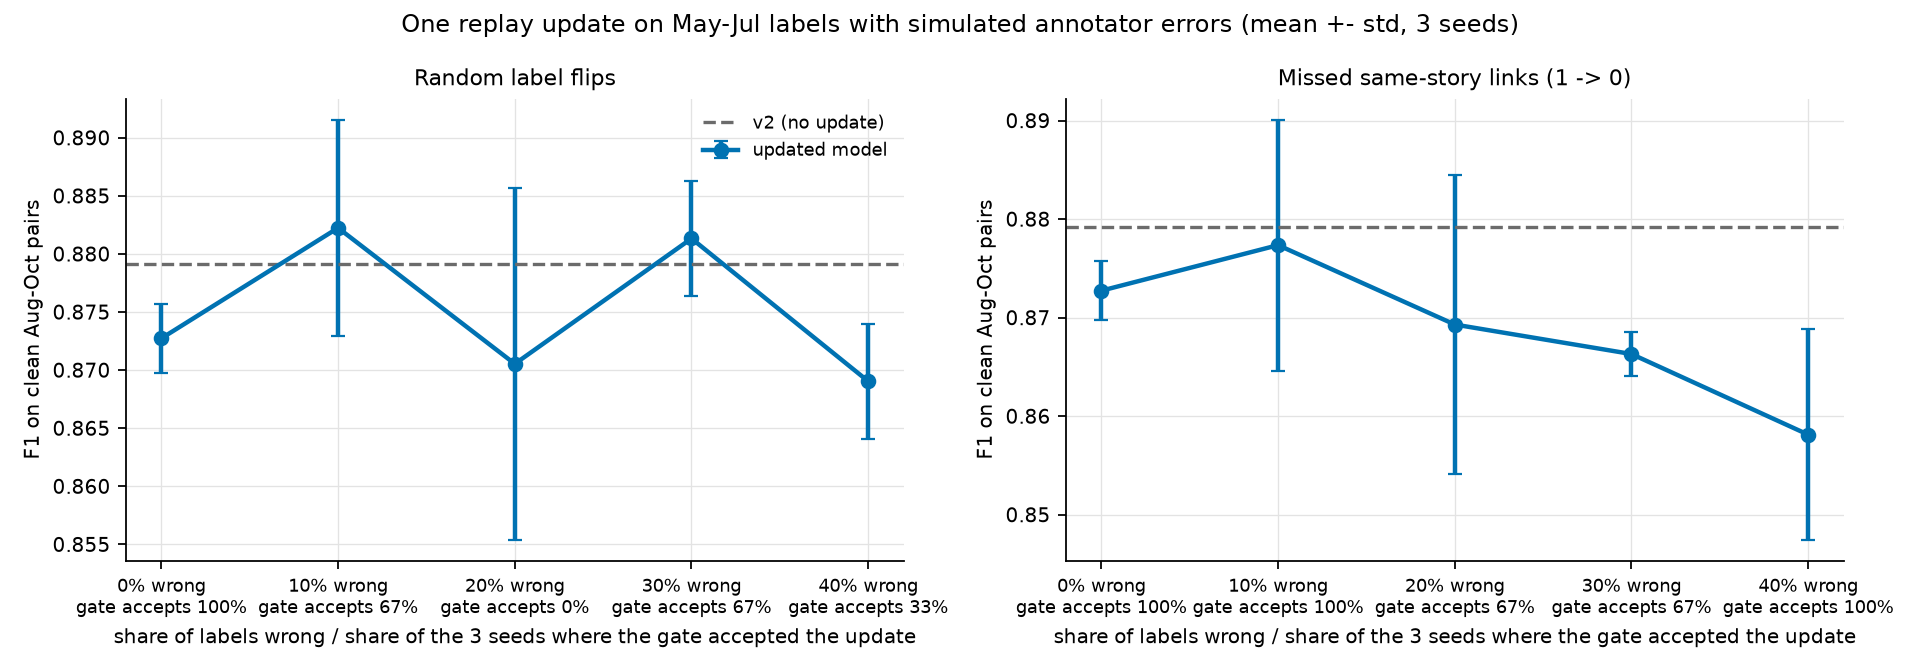 One replay update on May-Jul labels with simulated annotator errors (mean +- std, 3 seeds)
Random label flips
F1 on clean Aug-Oct pairs
0.890
0.885
0.880
0.875
0.870
0.865
0.860
0.855
v2 (no update)
updated model
0% wrong
gate accepts 100%
10% wrong
gate accepts 67%
20% wrong
gate accepts 0%
30% wrong
gate accepts 67%
40% wrong
gate accepts 33%
share of labels wrong / share of the 3 seeds where the gate accepted the update
Missed same-story links (1 -> 0)
F1 on clean Aug-Oct pairs
0.89
0.88
0.87
0.86
0.85
0% wrong
gate accepts 100%
10% wrong
gate accepts 100%
20% wrong
gate accepts 67%
30% wrong
gate accepts 67%
40% wrong
gate accepts 100%
share of labels wrong / share of the 3 seeds where the gate accepted the update